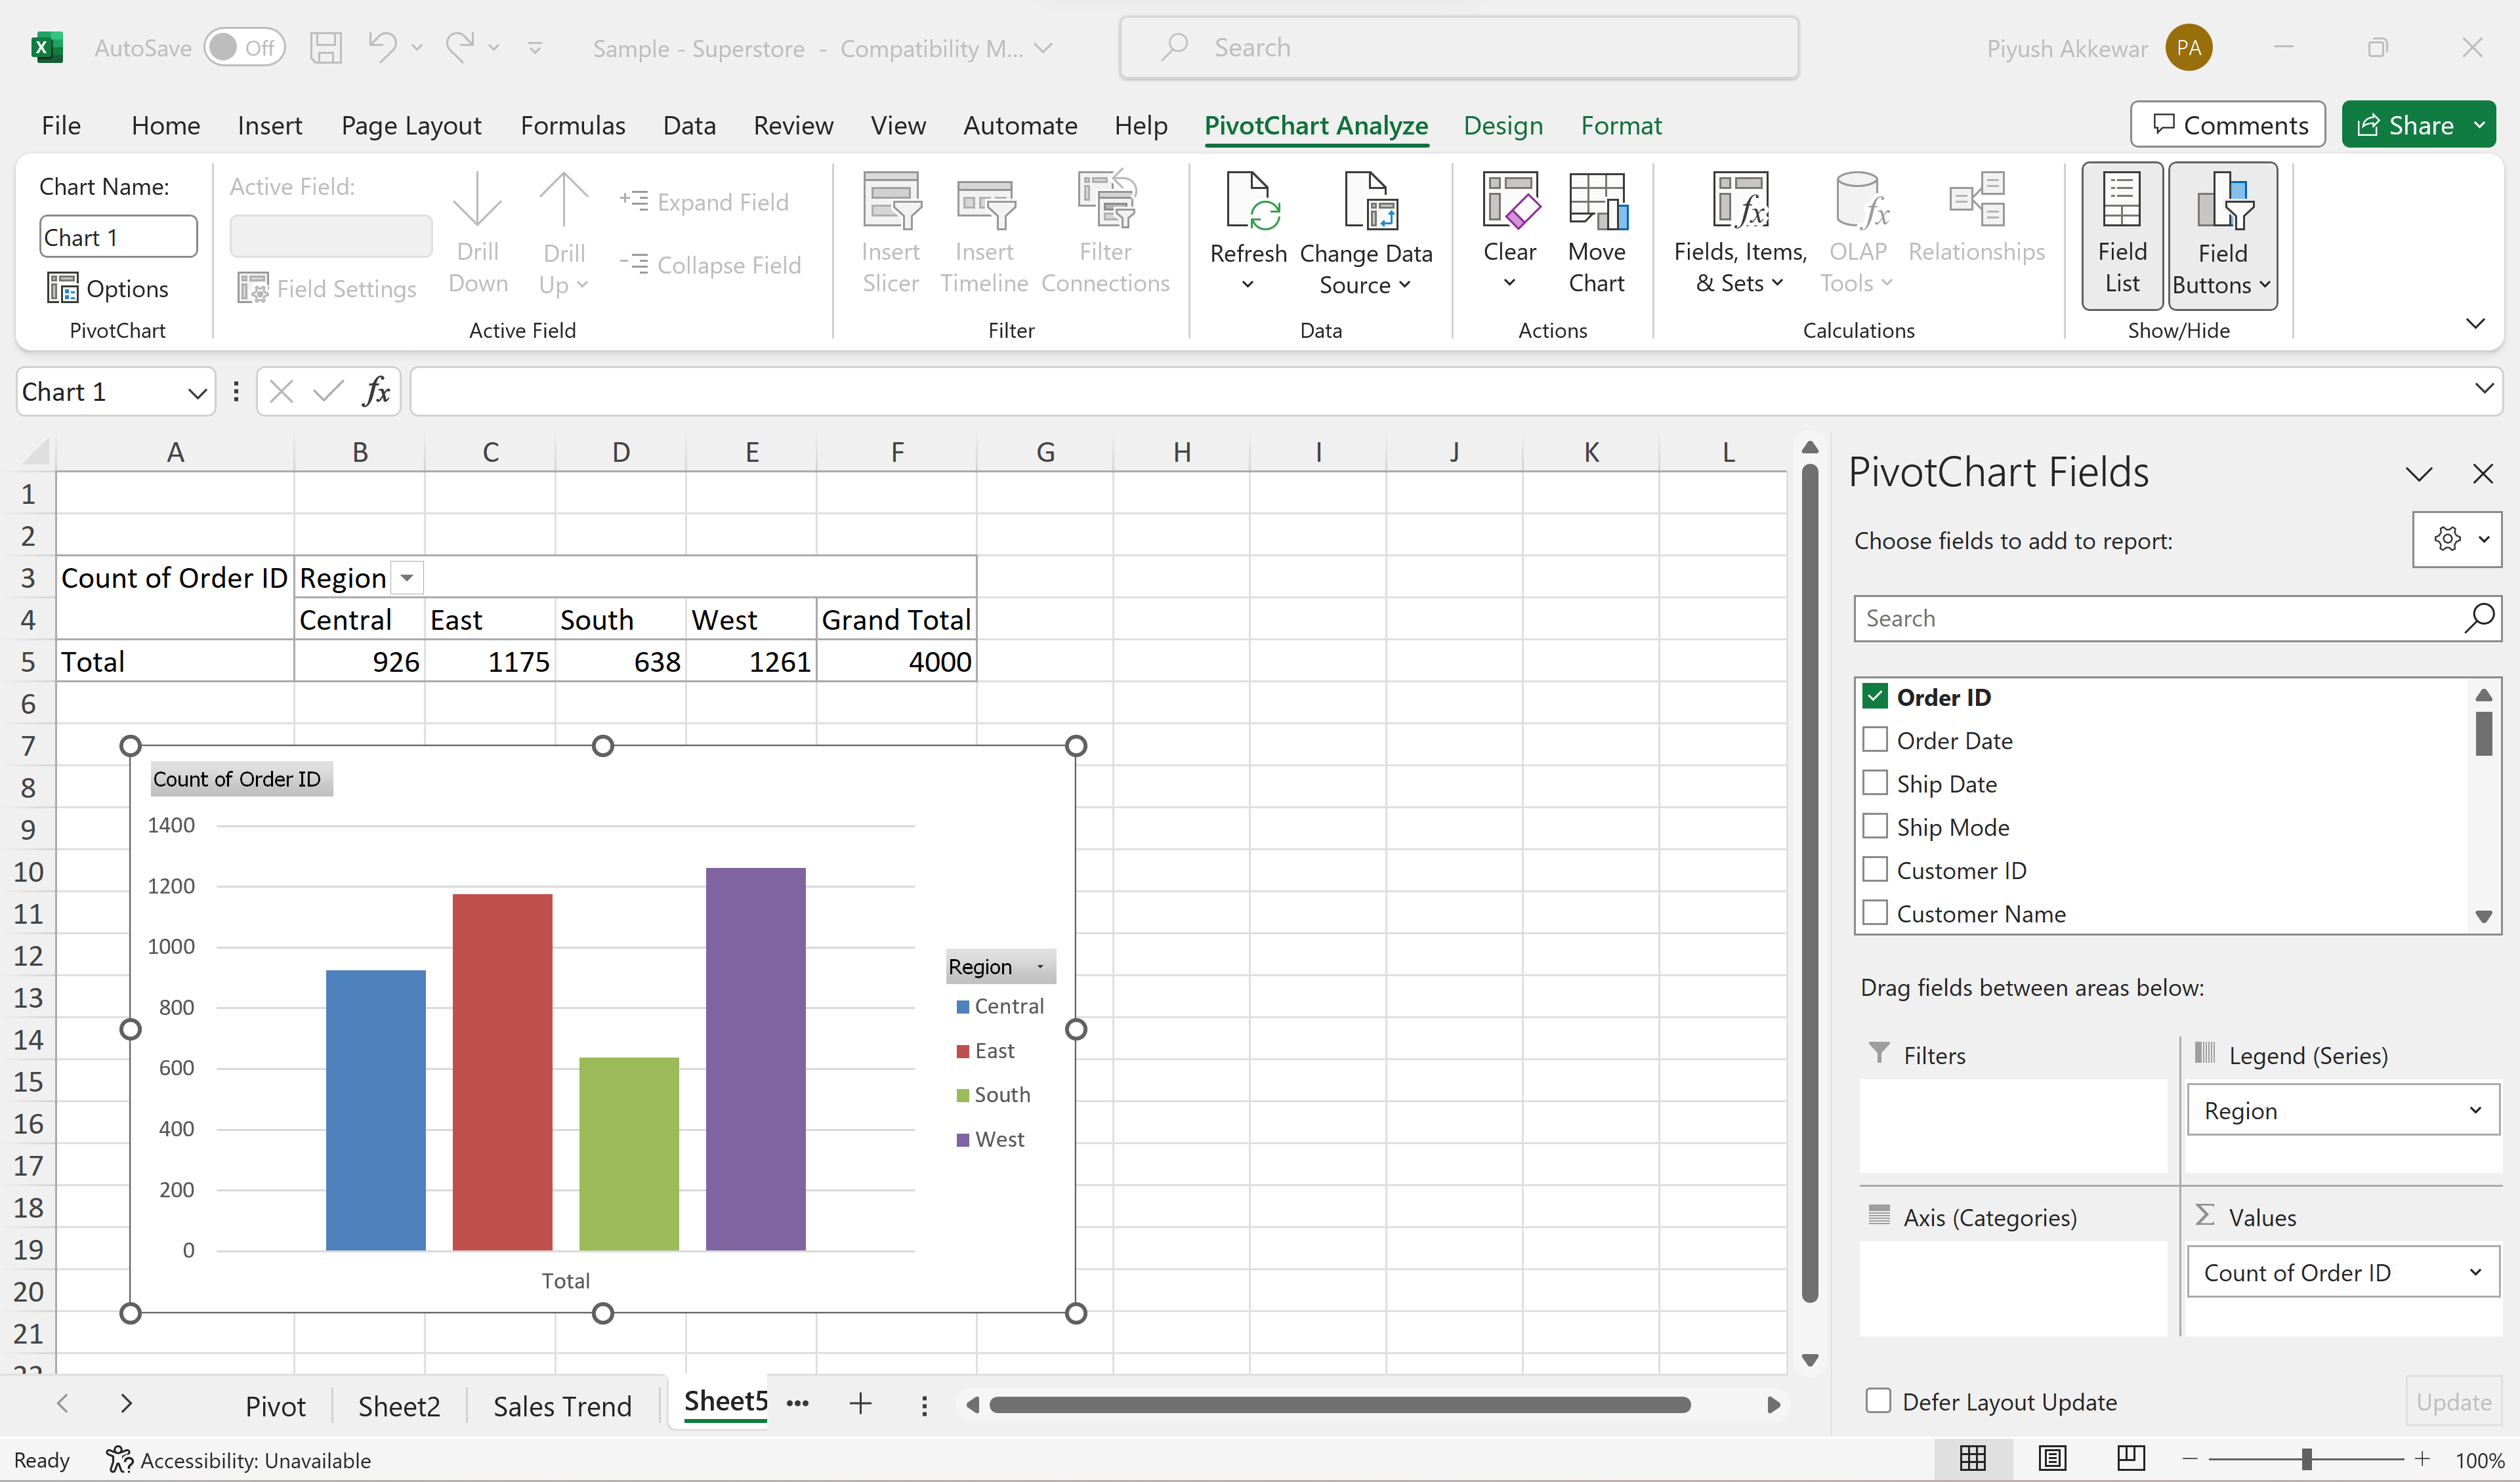 AutoSave Off Sample - Superstore - Compatibility M... Search Piyush Akkewar PA
File Home Insert Page Layout Formulas Data Review View Automate Help PivotChart Analyze Design Format Comments Share
Chart Name:
Chart 1
Options
PivotChart
Active Field:
Field Settings
Drill
Down
Drill
Up
Expand Field
Collapse Field
Active Field
Insert
Slicer
Insert
Timeline
Filter
Connections
Filter
Refresh
Change Data
Source
Data
Clear
Move
Chart
Actions
Fields, Items,
& Sets
OLAP
Tools
Relationships
Calculations
Field
List
Field
Buttons
Show/Hide
Chart 1 fx
A B C D E F G H I J K L
1
2
3 Count of Order ID Region
4 Central East South West Grand Total
5 Total 926 1175 638 1261 4000
6
7
8
9
10
11
12
13
14
15
16
17
18
19
20
21
22
Count of Order ID
1400
1200
1000
800
600
400
200
0
Total
Region
Central
East
South
West
PivotChart Fields
Choose fields to add to report:
Search
Order ID
Order Date
Ship Date
Ship Mode
Customer ID
Customer Name
Drag fields between areas below:
Filters
Legend (Series)
Region
Axis (Categories)
Σ Values
Count of Order ID
Defer Layout Update Update
Pivot Sheet2 Sales Trend Sheet5 ...
Ready Accessibility: Unavailable 100%